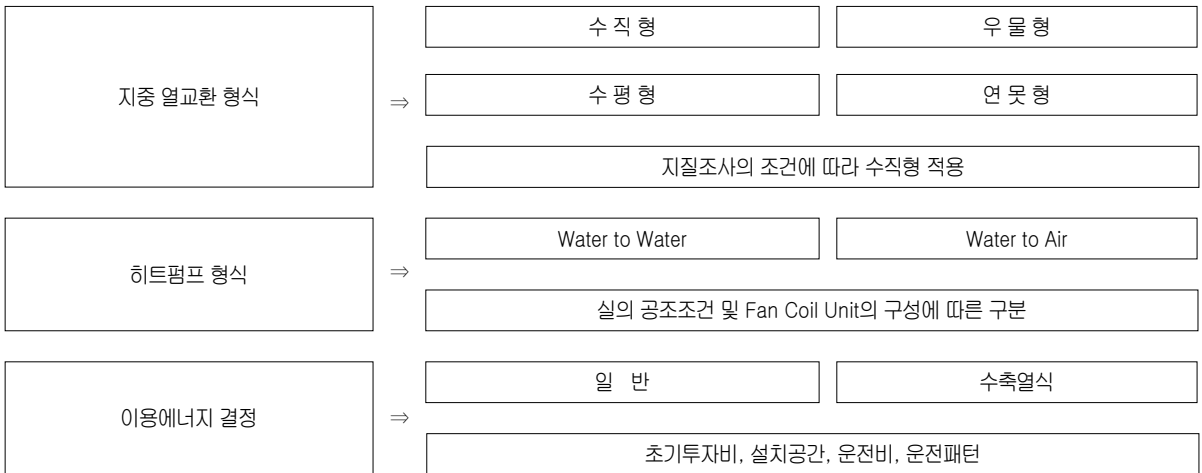 수 직 형
우 물 형
지중 열교환 형식
⇒
수 평 형
연 못 형
지질조사의 조건에 따라 수직형 적용
Water to Water
Water to Air
히트펌프 형식
⇒
실의 공조조건 및 Fan Coil Unit의 구성에 따른 구분
일 반
수축열식
이용에너지 결정
⇒
초기투자비, 설치공간, 운전비, 운전패턴